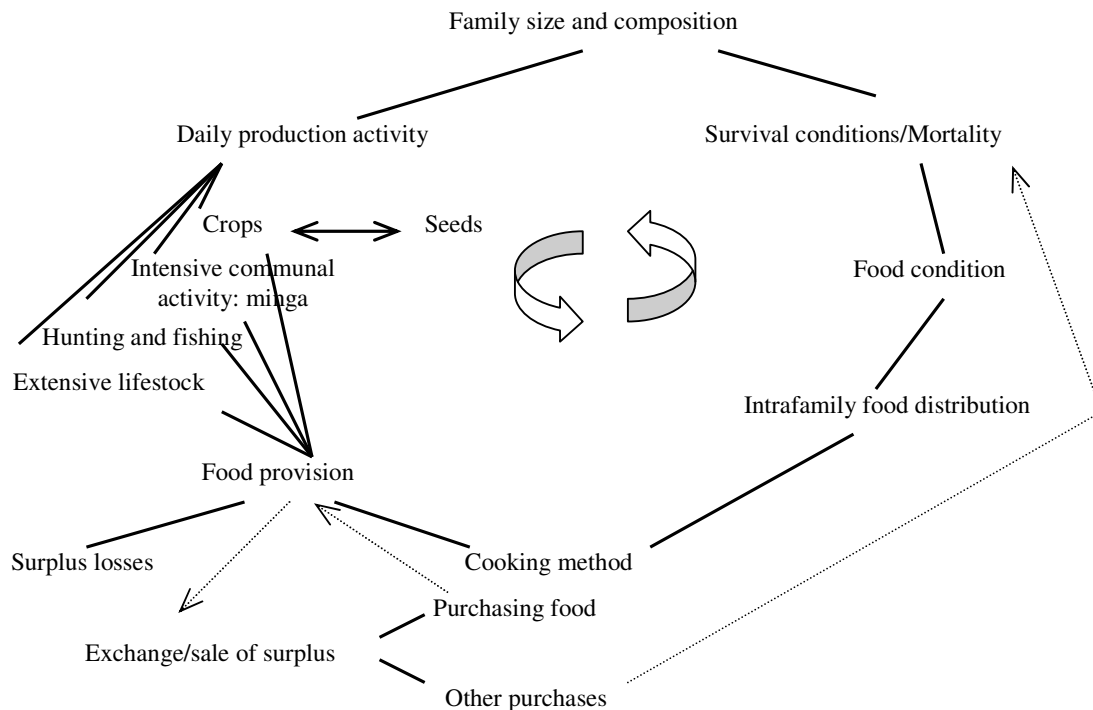 Family size and composition
Daily production activity
Survival conditions/Mortality
Crops
Seeds
Intensive communal
activity: minga
Food condition
Hunting and fishing
Extensive lifestock
Intrafamily food distribution
Food provision
Surplus losses
Cooking method
Purchasing food
Exchange/sale of surplus
Other purchases